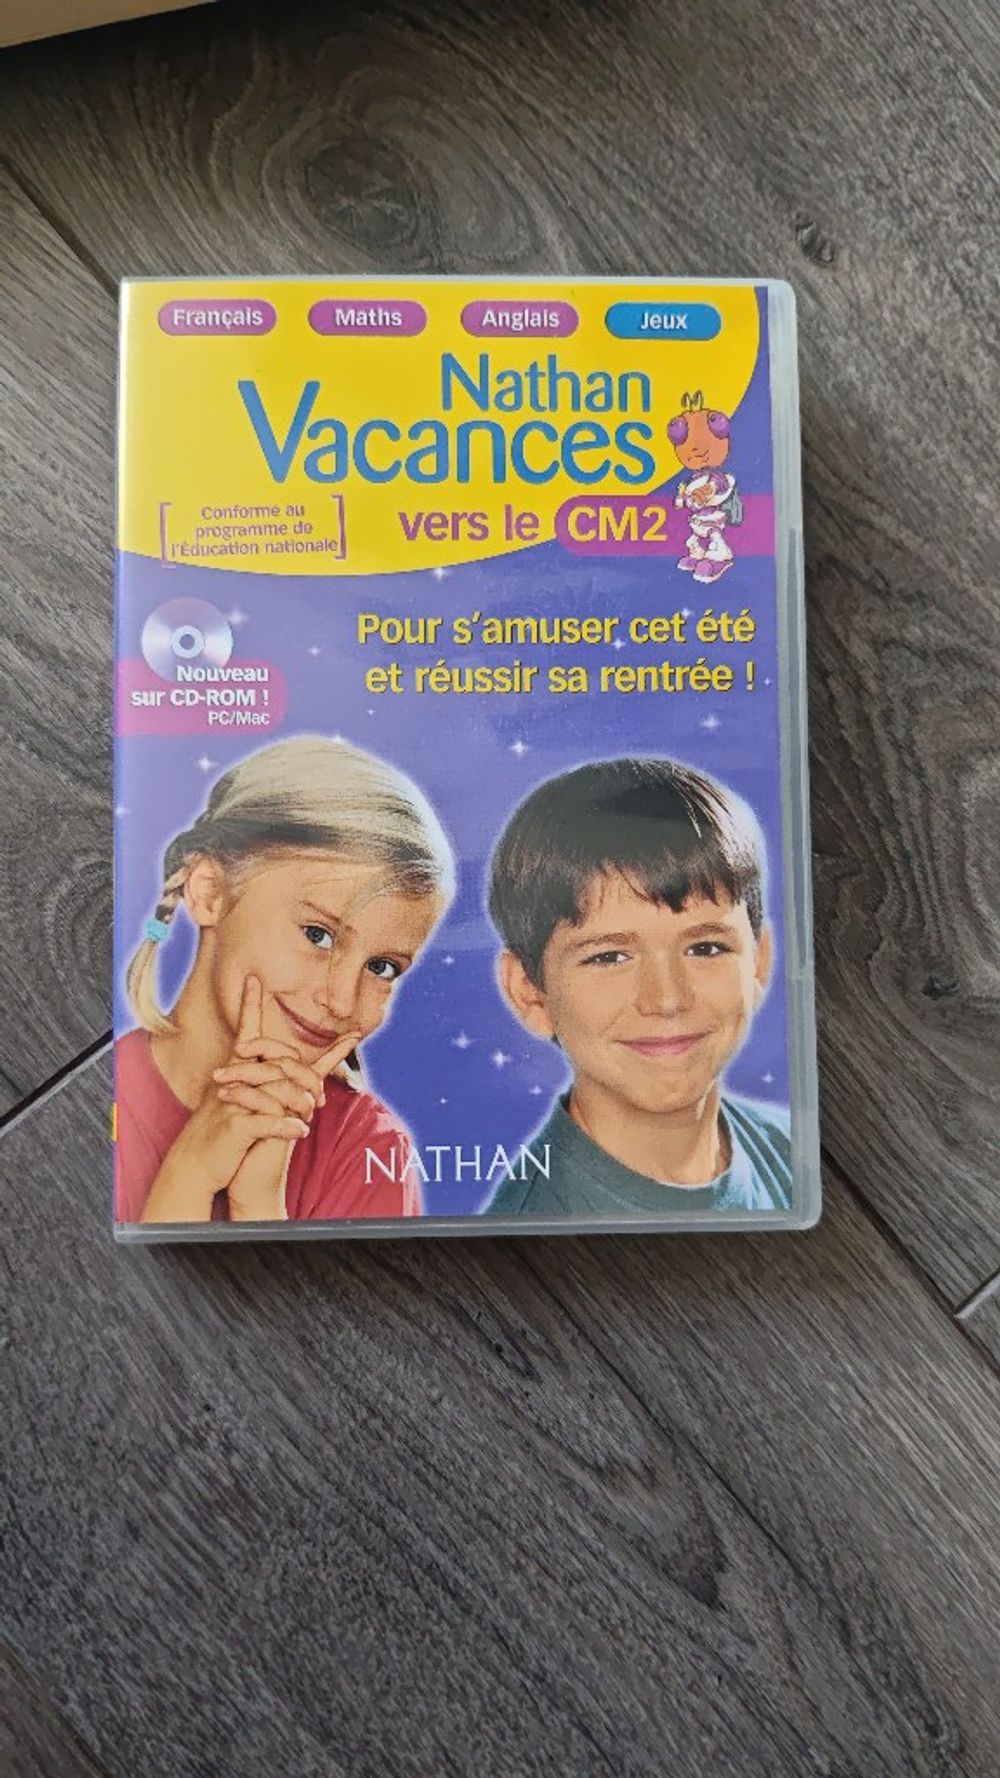 Français Maths Anglais Jeux
Nathan
Vacances
vers le CM2
Conforme au
programme de
l'Éducation nationale
Pour s'amuser cet été
et réussir sa rentrée !
Nouveau
sur CD-ROM !
PC/Mac
NATHAN